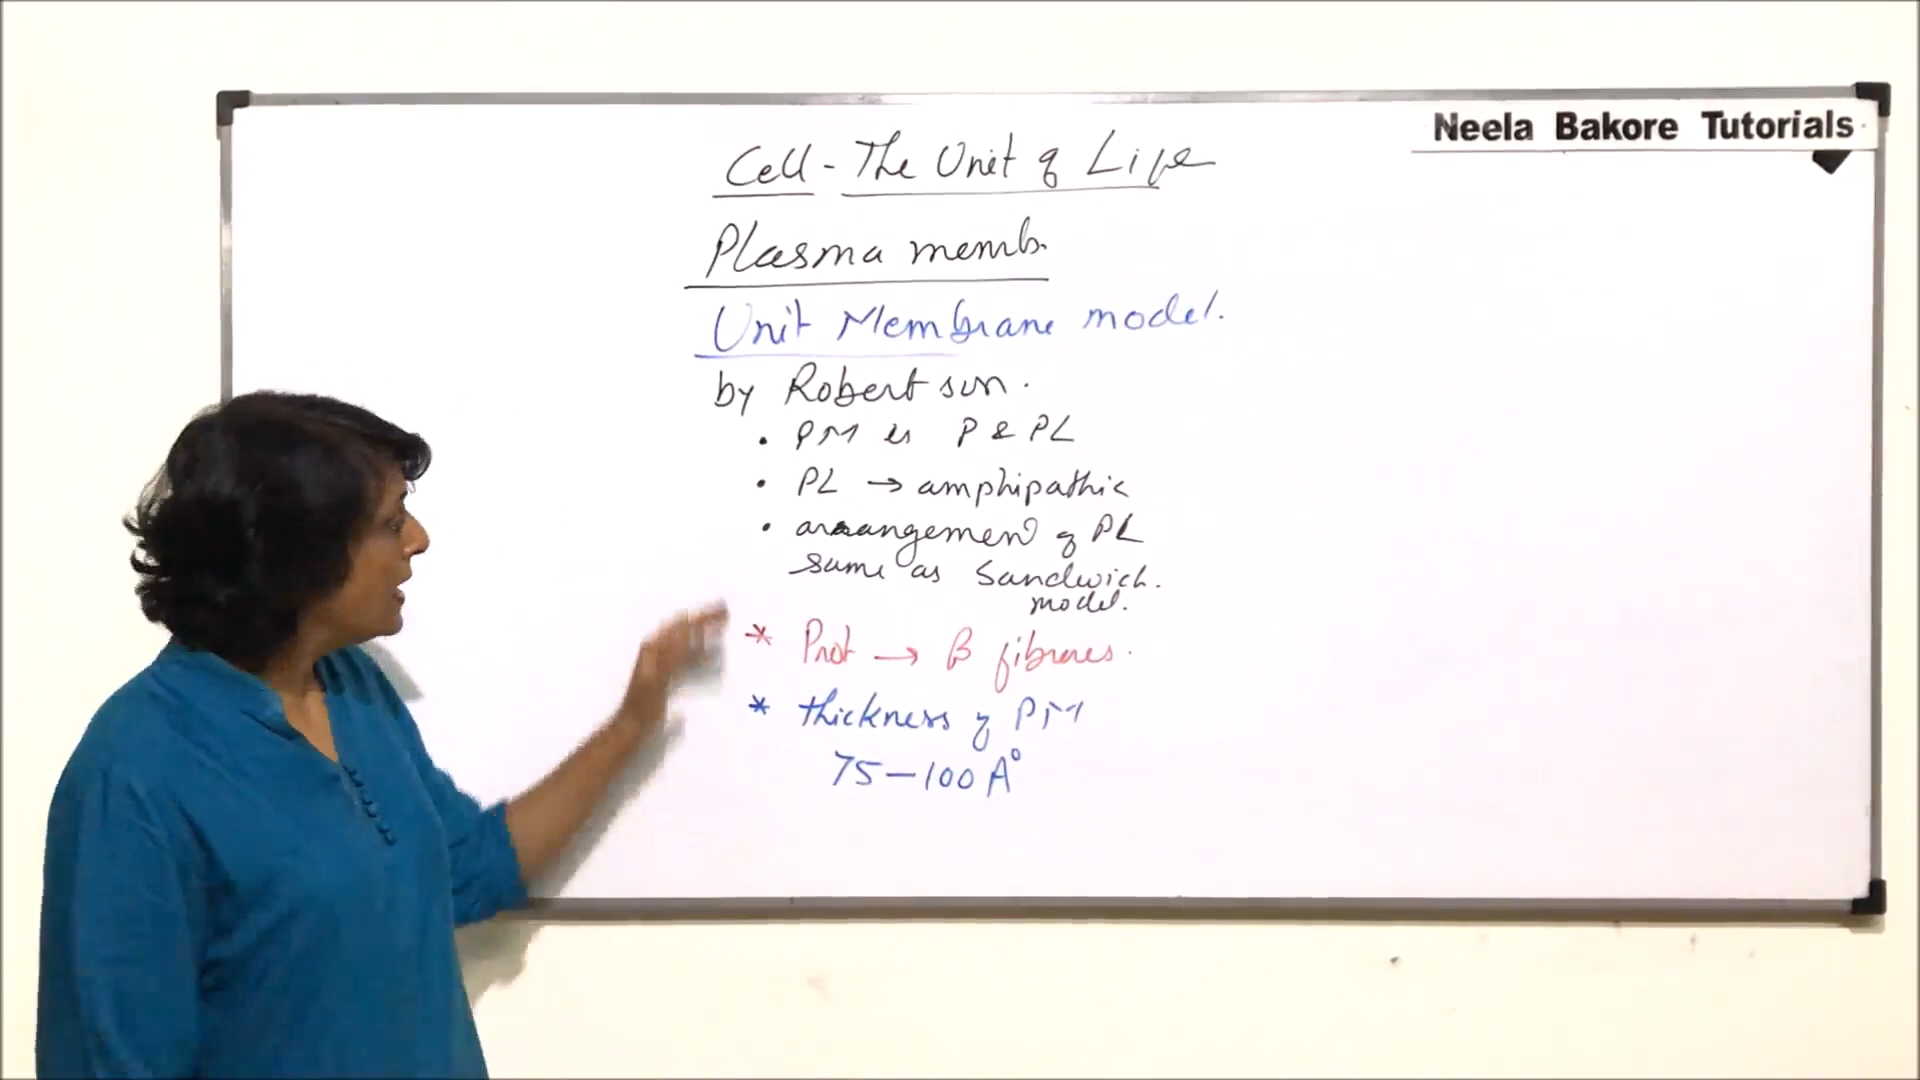 Neela Bakore Tutorials
Cell - The Unit of Life
Plasma memb.
Unit Membrane model.
by Robertson.
• PM is P & PL
• PL → amphipathic
• arrangement of PL
same as Sandwich.
model.
* Prot → β fibres.
* thickness of PM
75-100 A°